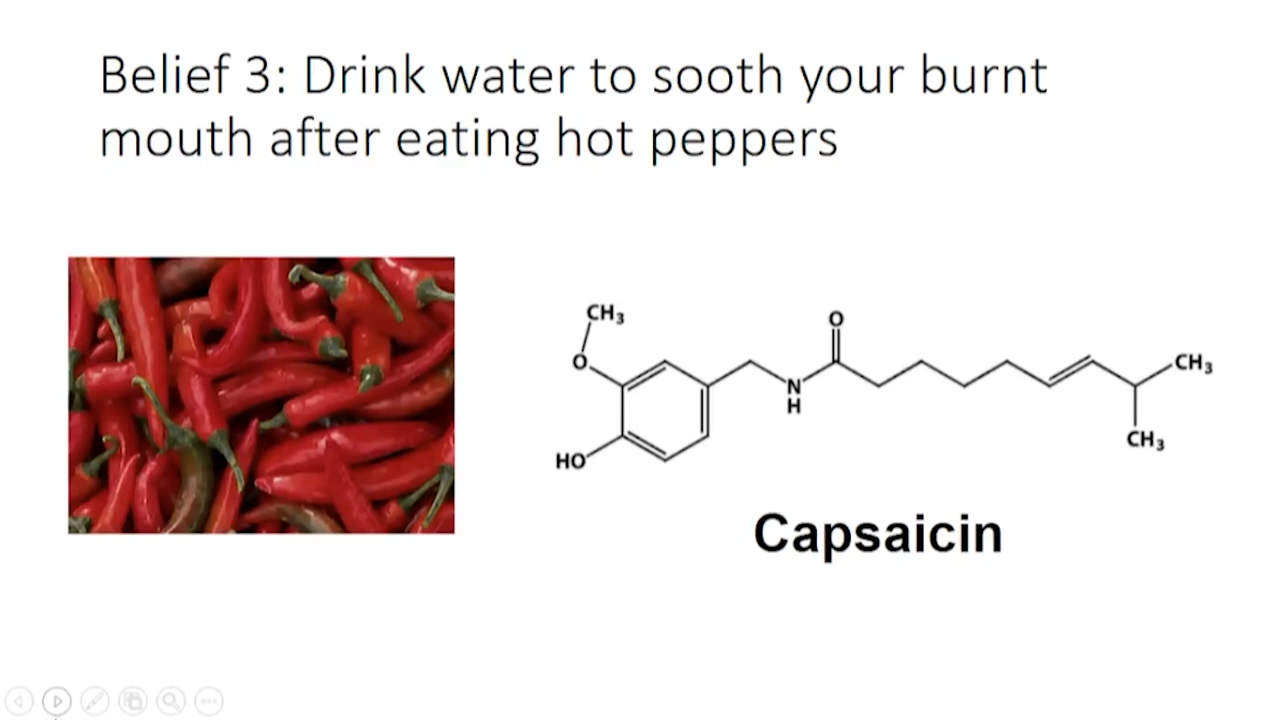 Belief 3: Drink water to sooth your burnt
mouth after eating hot peppers
CH3
O
O
N
H
HO
CH3
CH3
Capsaicin